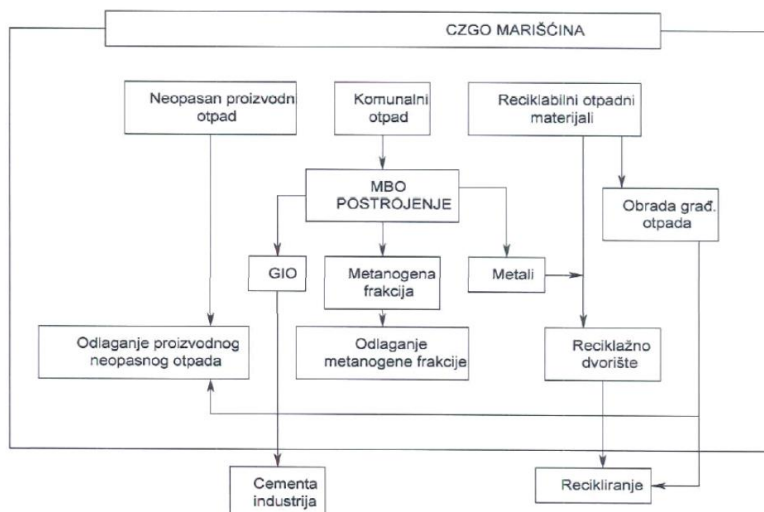 CZGO MARIŠĆINA
Neopasan proizvodni
otpad
Komunalni
otpad
Reciklabilni otpadni
materijali
MBO
POSTROJENJE
Obrada građ.
otpada
GIO
Metanogena
frakcija
Metali
Odlaganje proizvodnog
neopasnog otpada
Odlaganje
metanogene frakcije
Reciklažno
dvorište
Cementa
industrija
Recikliranje